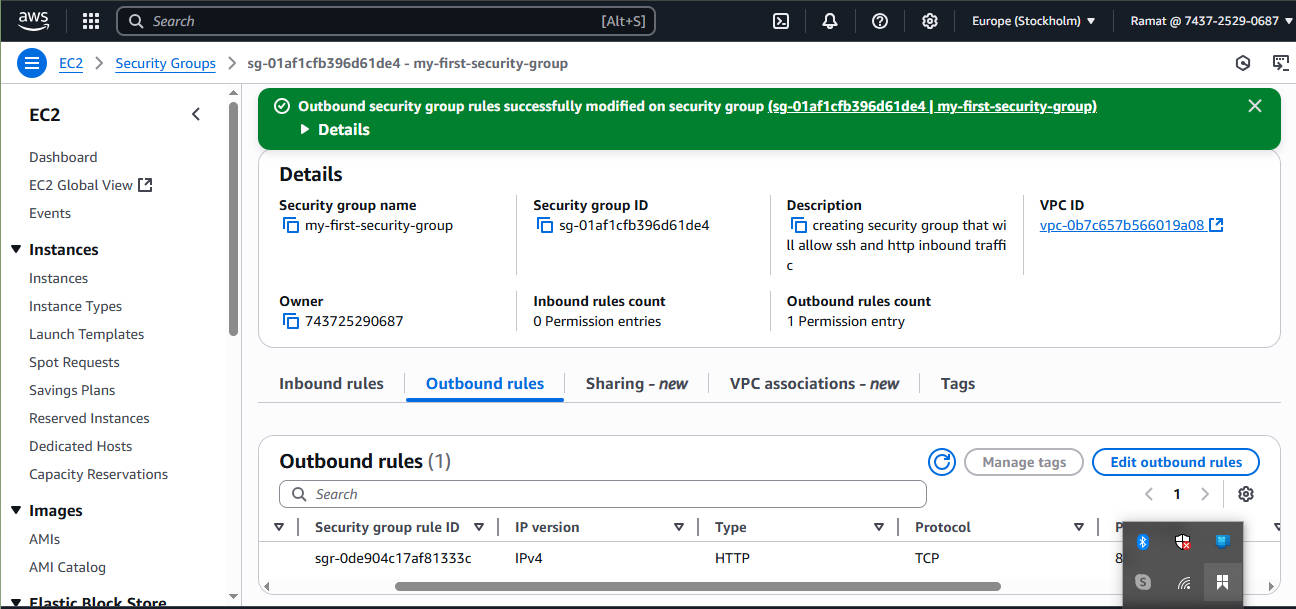 aws
Search [Alt+S]
Europe (Stockholm)
Ramat @ 7437-2529-0687
EC2 > Security Groups > sg-01af1cfb396d61de4 - my-first-security-group
EC2
Dashboard
EC2 Global View
Events
Instances
Instances
Instance Types
Launch Templates
Spot Requests
Savings Plans
Reserved Instances
Dedicated Hosts
Capacity Reservations
Images
AMIs
AMI Catalog
Elastic Block Store
Outbound security group rules successfully modified on security group (sg-01af1cfb396d61de4 | my-first-security-group)
Details
Details
Security group name
my-first-security-group
Security group ID
sg-01af1cfb396d61de4
Description
creating security group that wi
ll allow ssh and http inbound traffi
c
VPC ID
vpc-0b7c657b566019a08
Owner
743725290687
Inbound rules count
0 Permission entries
Outbound rules count
1 Permission entry
Inbound rules
Outbound rules
Sharing - new
VPC associations - new
Tags
Outbound rules (1)
Manage tags
Edit outbound rules
Search
1
Security group rule ID IP version Type Protocol
sgr-0de904c17af81333c IPv4 HTTP TCP